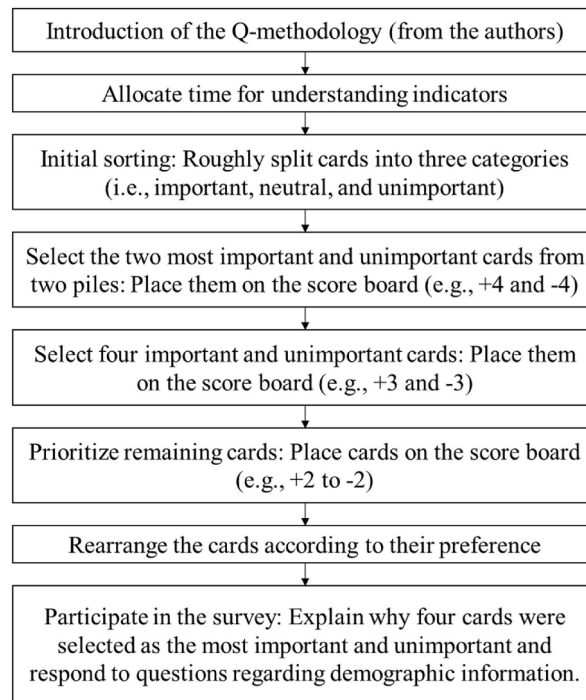 Introduction of the Q-methodology (from the authors)
Allocate time for understanding indicators
Initial sorting: Roughly split cards into three categories
(i.e., important, neutral, and unimportant)
Select the two most important and unimportant cards from
two piles: Place them on the score board (e.g., +4 and -4)
Select four important and unimportant cards: Place them
on the score board (e.g., +3 and -3)
Prioritize remaining cards: Place cards on the score board
(e.g., +2 to -2)
Rearrange the cards according to their preference
Participate in the survey: Explain why four cards were
selected as the most important and unimportant and
respond to questions regarding demographic information.